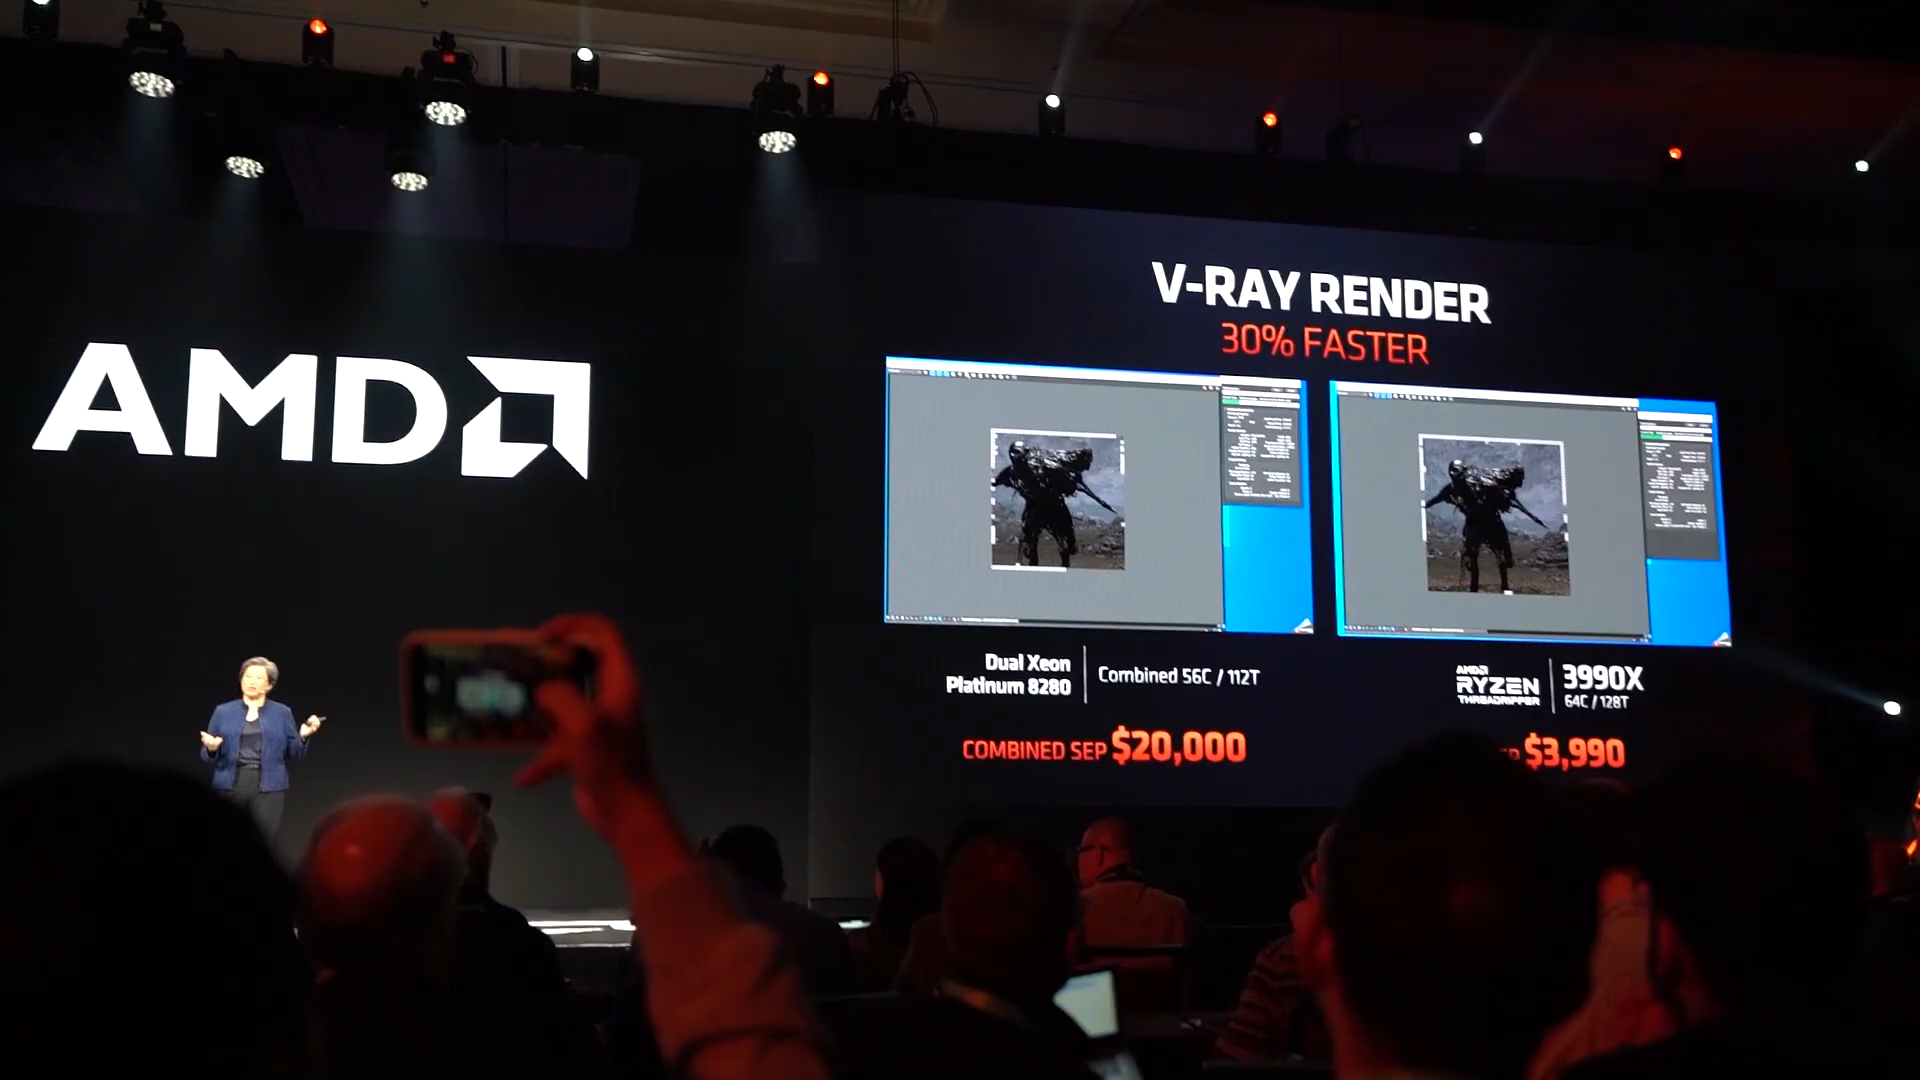 AMD
V-RAY RENDER
30% FASTER
Dual Xeon
Platinum 8280
Combined 56C / 112T
COMBINED SEP $20,000
AMD
RYZEN
THREADRIPPER
3990X
64C / 128T
$3,990